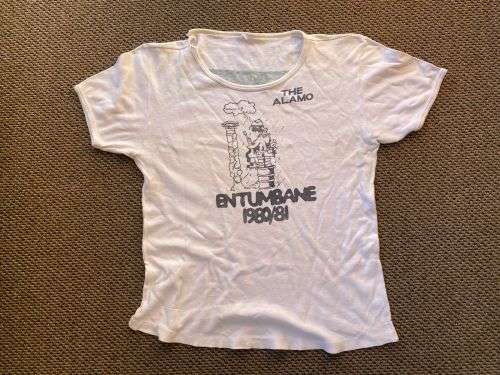 THE
ALAMO
ENTUMBANE
1980/81